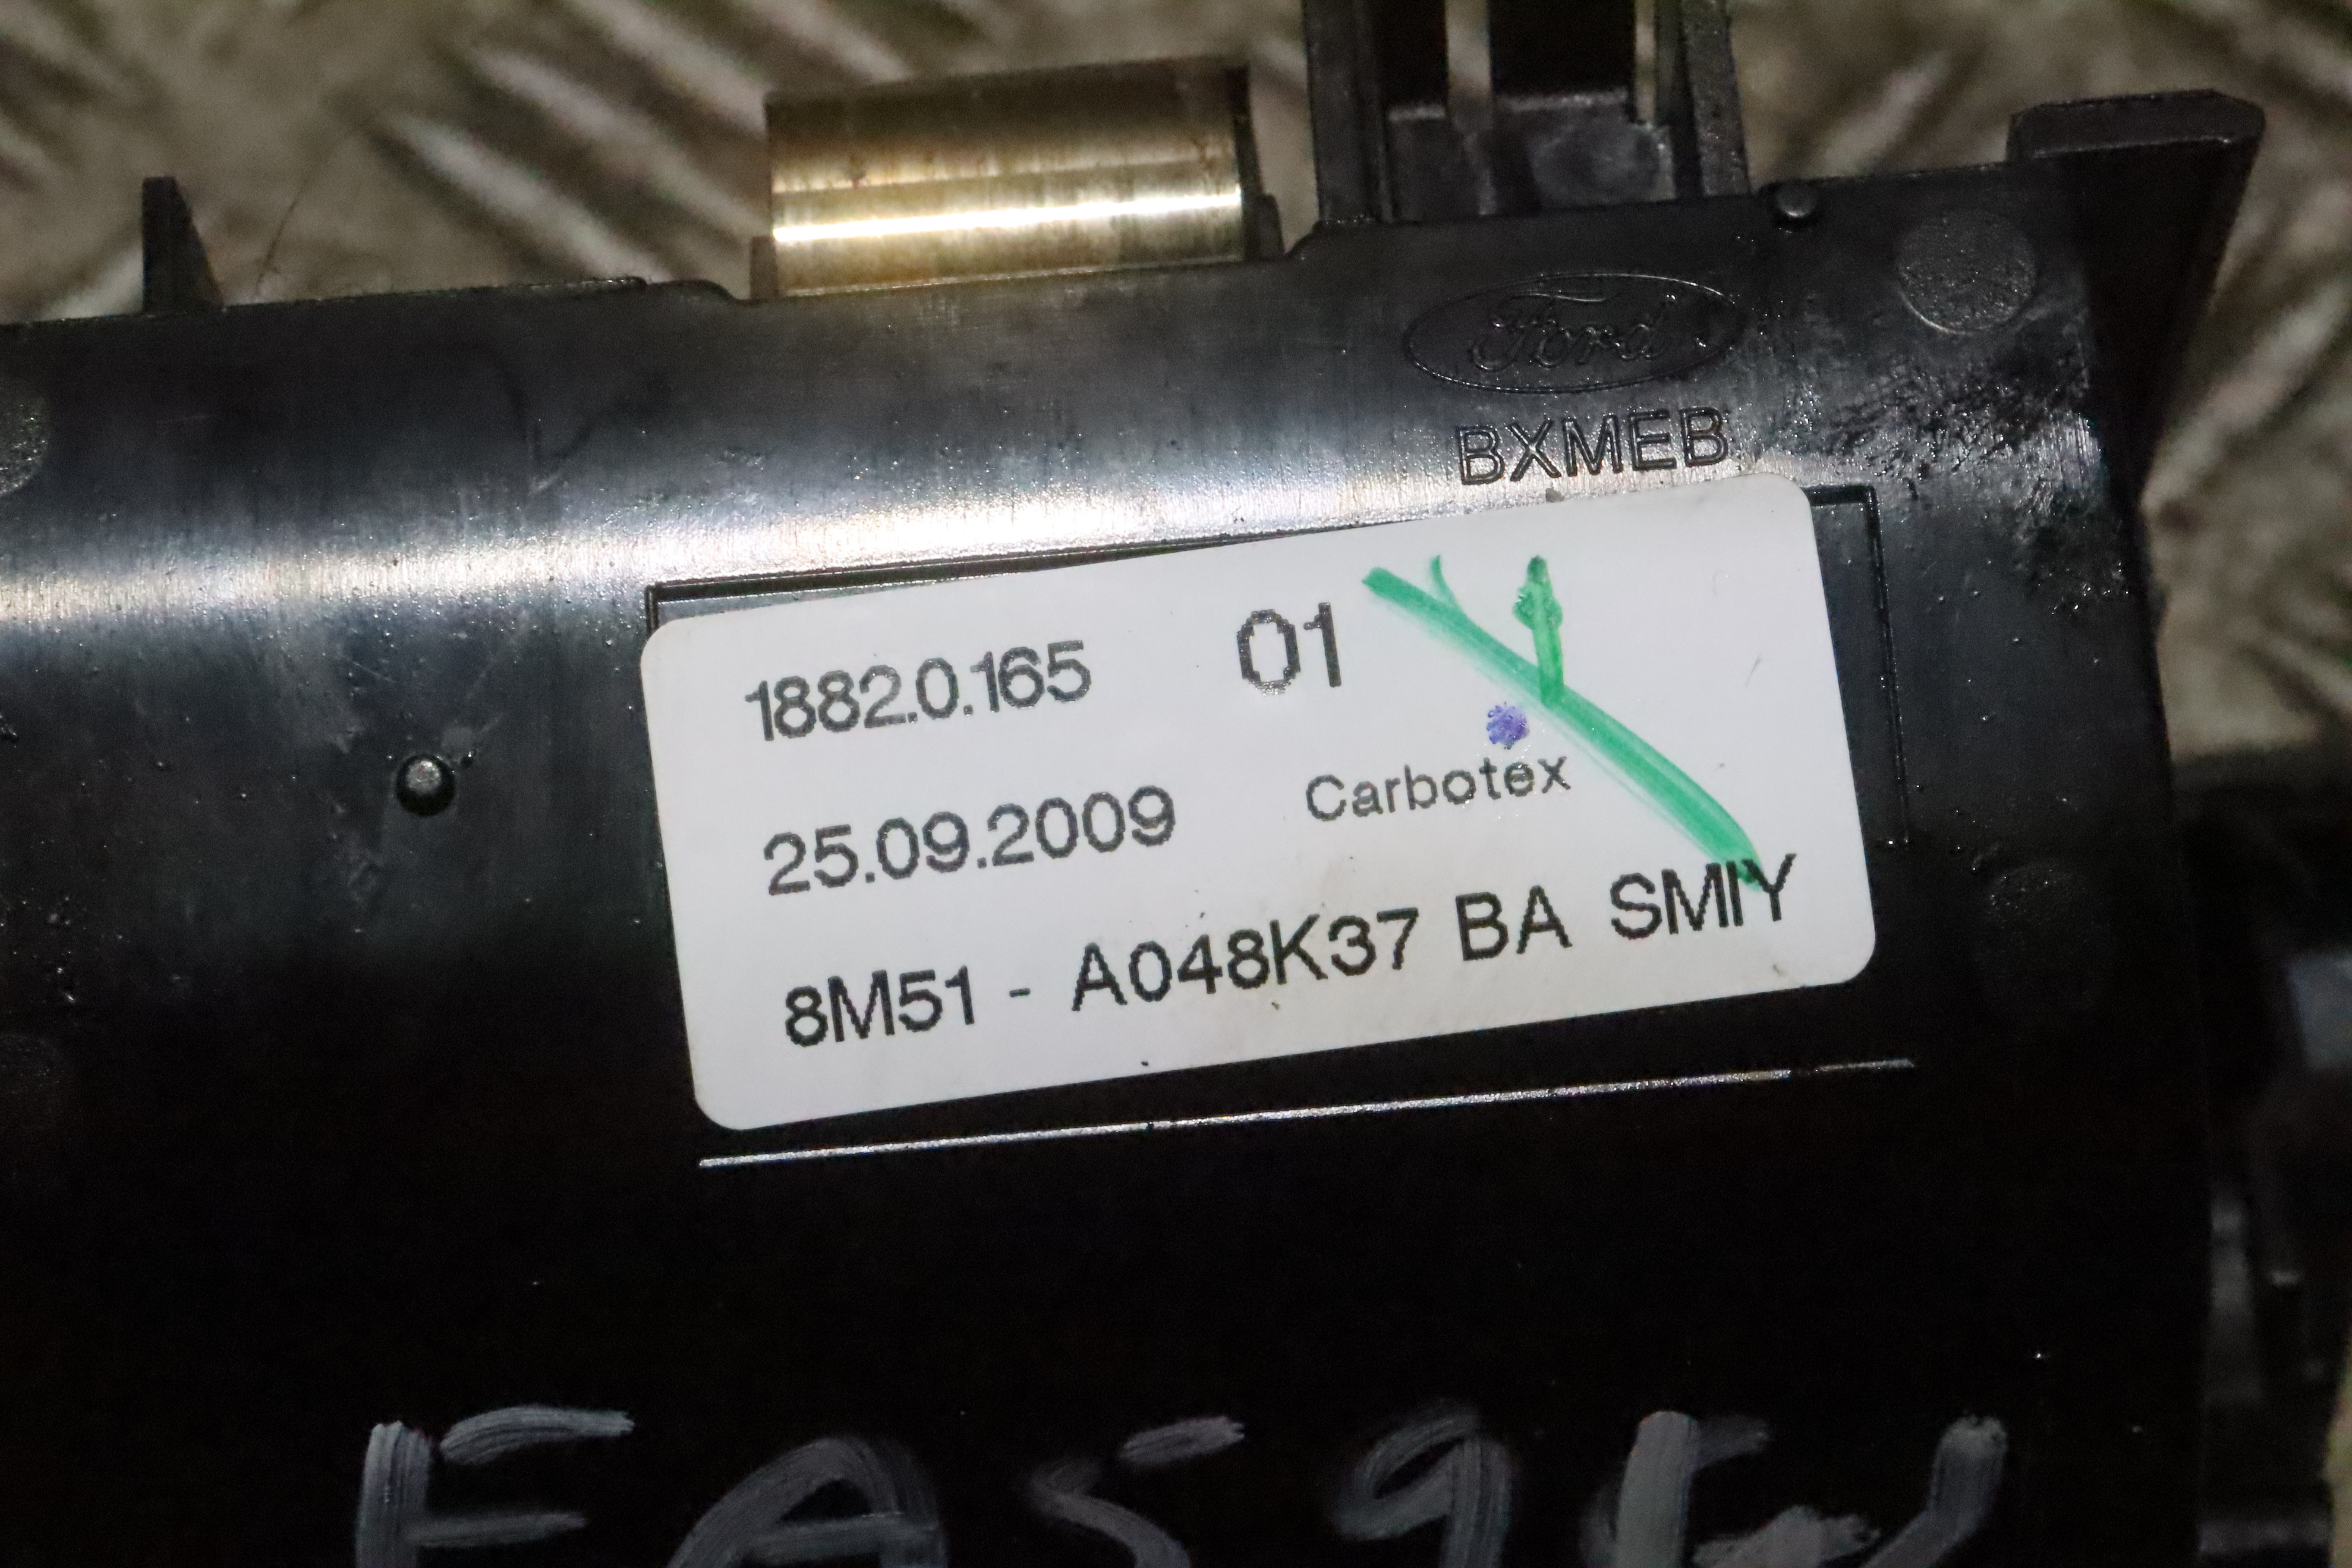 Ford
BXMEB
1882.0.165 01
Carbotex
25.09.2009
8M51 - A048K37 BA SMIY